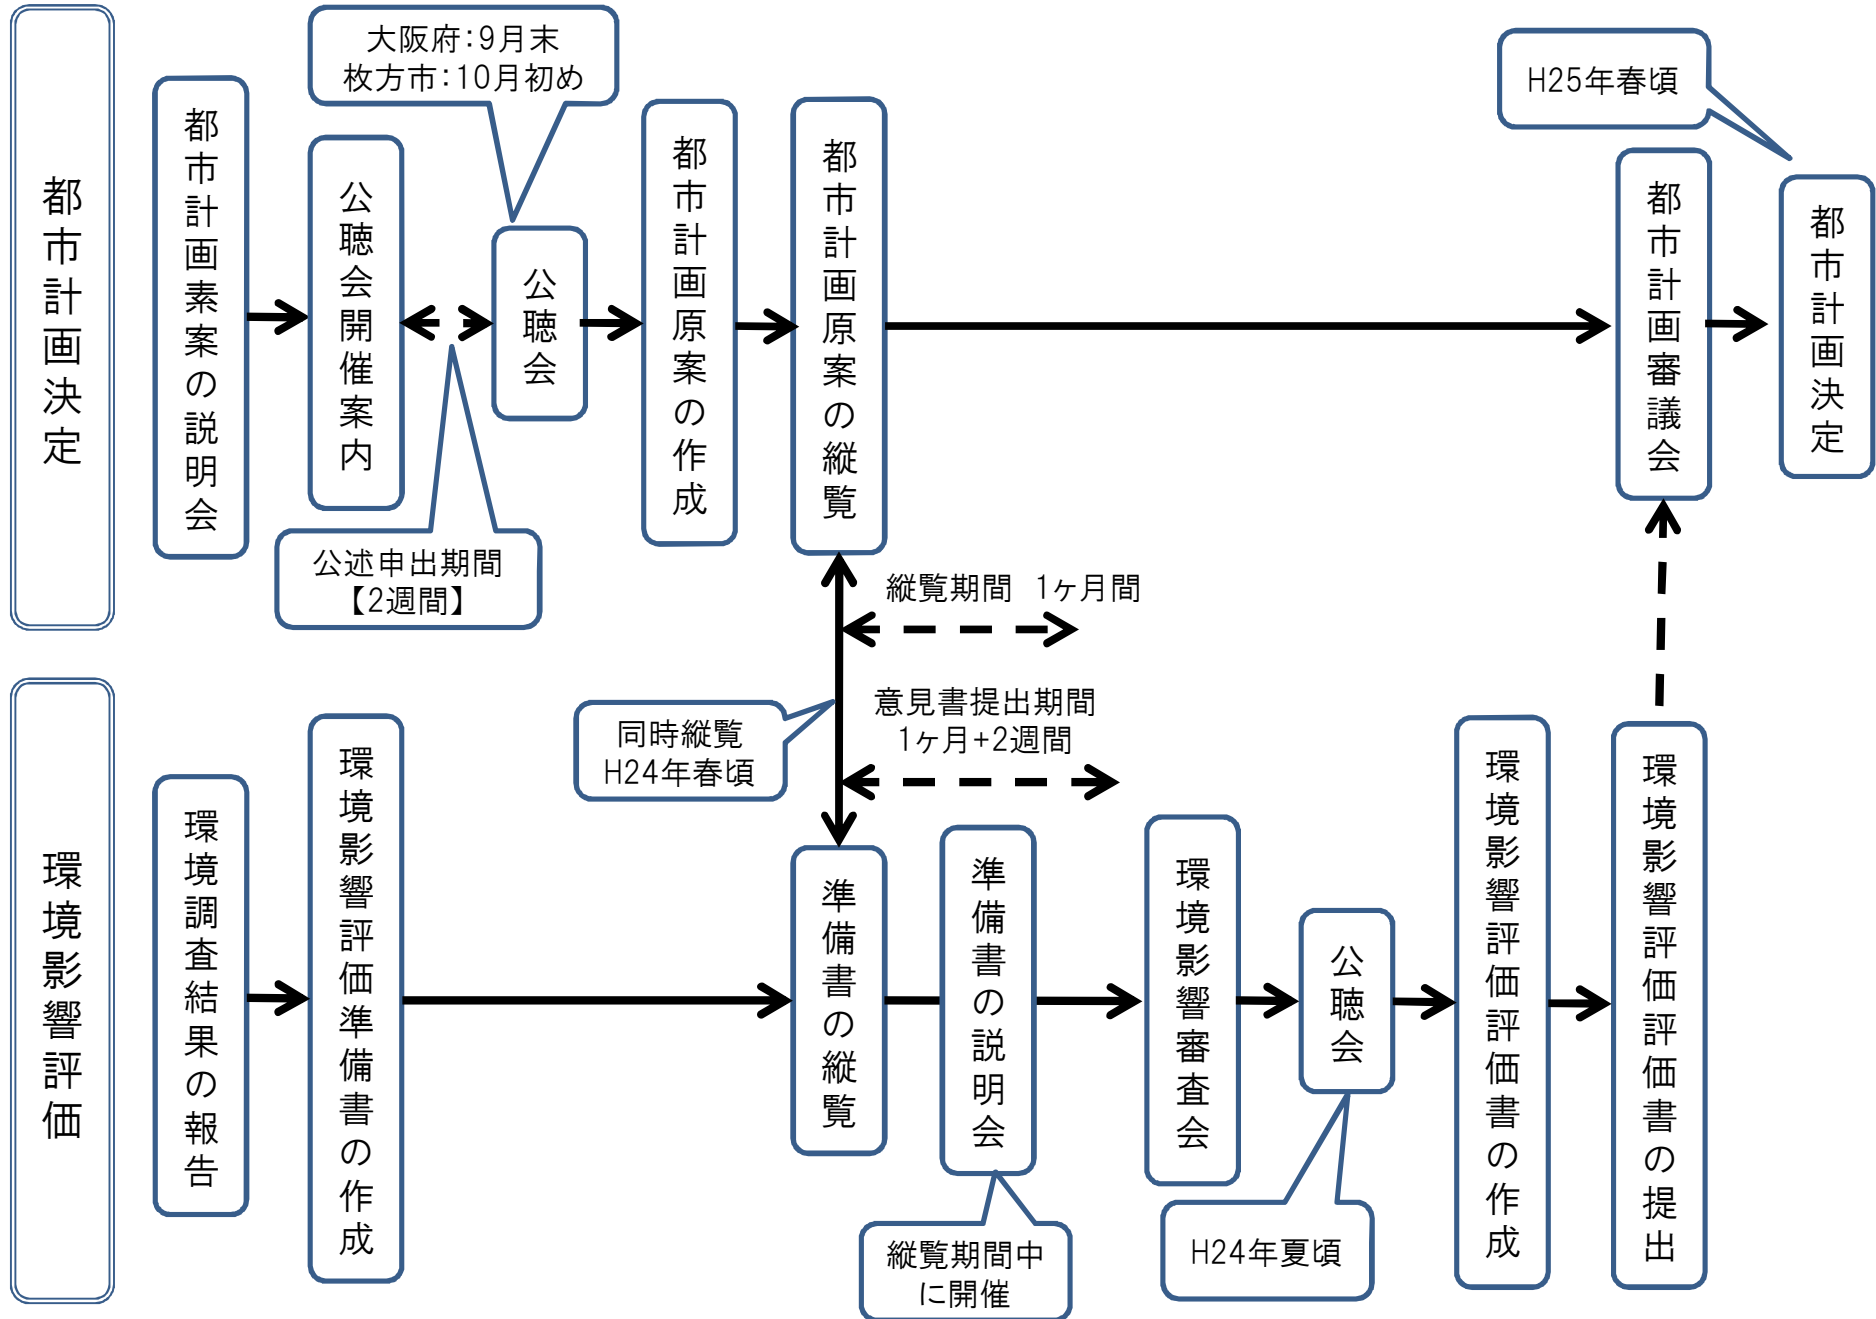 都市計画決定
都市計画素案の説明会
大阪府：9月末
枚方市：10月初め
公聴会開催案内
公述申出期間
【2週間】
公聴会
都市計画原案の作成
都市計画原案の縦覧
H25年春頃
都市計画審議会
都市計画決定
縦覧期間　1ヶ月間
同時縦覧
H24年春頃
意見書提出期間
1ヶ月+2週間
環境影響評価
環境調査結果の報告
環境影響評価準備書の作成
準備書の縦覧
準備書の説明会
縦覧期間中
に開催
環境影響審査会
公聴会
H24年夏頃
環境影響評価評価書の作成
環境影響評価評価書の提出